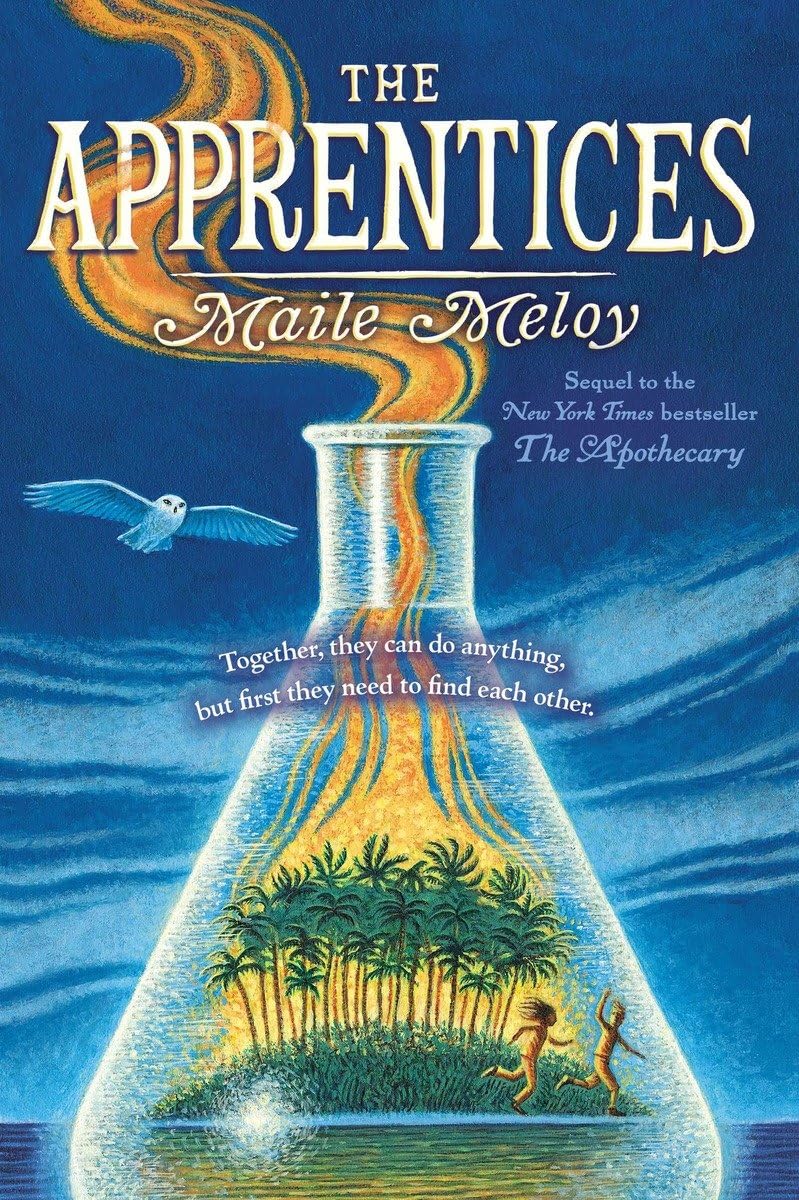 THE
APPRENTICES
Maile Meloy
Sequel to the
New York Times bestseller
The Apothecary
Together, they can do anything,
but first they need to find each other.